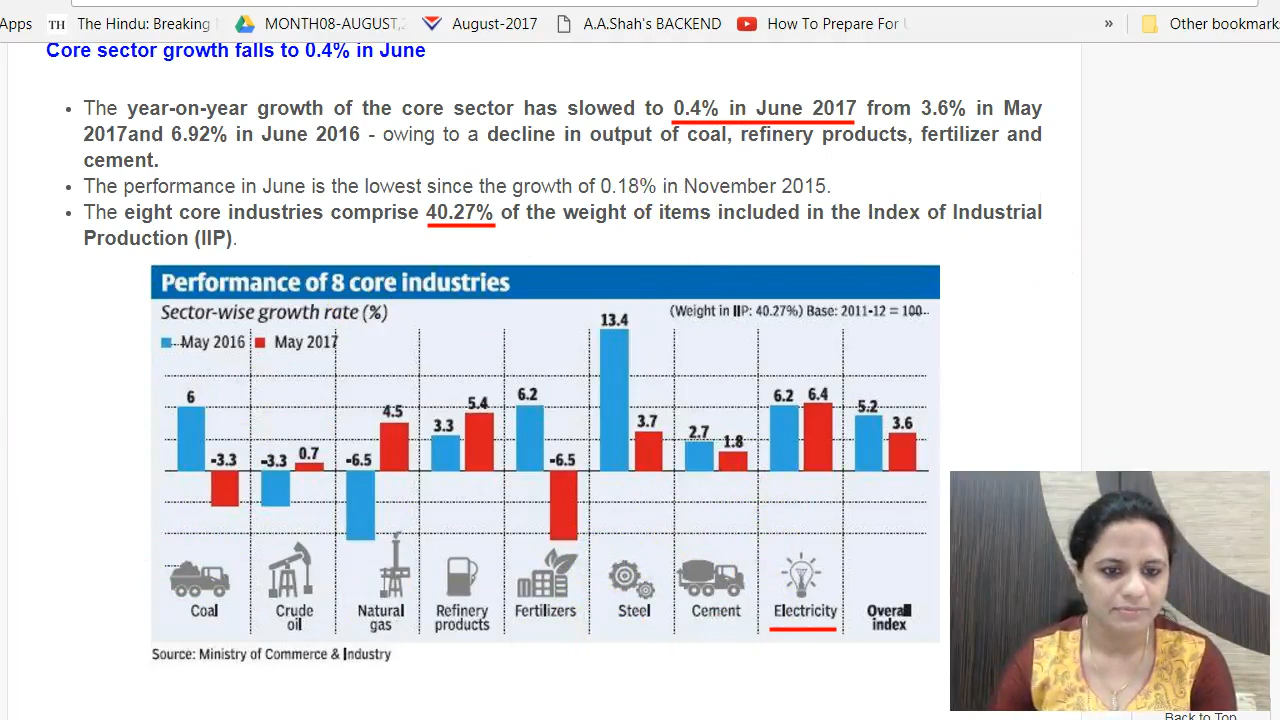 Apps The Hindu: Breaking MONTH08-AUGUST, August-2017 A.A.Shah's BACKEND How To Prepare For » Other bookmark
Core sector growth falls to 0.4% in June
• The year-on-year growth of the core sector has slowed to 0.4% in June 2017 from 3.6% in May
2017and 6.92% in June 2016 - owing to a decline in output of coal, refinery products, fertilizer and
cement.
• The performance in June is the lowest since the growth of 0.18% in November 2015.
• The eight core industries comprise 40.27% of the weight of items included in the Index of Industrial
Production (IIP).
Performance of 8 core industries
Sector-wise growth rate (%) (Weight in IIP: 40.27%) Base: 2011-12 = 100
May 2016 May 2017
6 -3.3 -3.3 0.7 -6.5 4.5 3.3 5.4 6.2 -6.5 13.4 3.7 2.7 1.8 6.2 6.4 5.2 3.6
Coal Crude Natural Refinery Fertilizers Steel Cement Electricity Overall
oil gas products index
Source: Ministry of Commerce & Industry
Back to Top